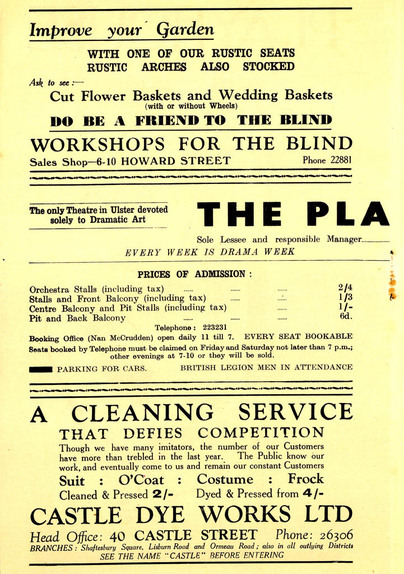 Improve your Garden
WITH ONE OF OUR RUSTIC SEATS
RUSTIC ARCHES ALSO STOCKED
Ask to see :—
Cut Flower Baskets and Wedding Baskets
(with or without Wheels)
DO BE A FRIEND TO THE BLIND
WORKSHOPS FOR THE BLIND
Sales Shop—6-10 HOWARD STREET Phone 22881
The only Theatre in Ulster devoted
solely to Dramatic Art
THE PLA
Sole Lessee and responsible Manager
EVERY WEEK IS DRAMA WEEK
PRICES OF ADMISSION :
Orchestra Stalls (including tax) .... .... 2/4
Stalls and Front Balcony (including tax) .... .... 1/3
Centre Balcony and Pit Stalls (including tax) .... .... 1/-
Pit and Back Balcony .... .... .... 6d.
Telephone : 223231
Booking Office (Nan McCrudden) open daily 11 till 7. EVERY SEAT BOOKABLE
Seats booked by Telephone must be claimed on Friday and Saturday not later than 7 p.m.;
other evenings at 7-10 or they will be sold.
PARKING FOR CARS. BRITISH LEGION MEN IN ATTENDANCE
A CLEANING SERVICE
THAT DEFIES COMPETITION
Though we have many imitators, the number of our Customers
have more than trebled in the last year. The Public know our
work, and eventually come to us and remain our constant Customers
Suit : O'Coat : Costume : Frock
Cleaned & Pressed 2/- Dyed & Pressed from 4/-
CASTLE DYE WORKS LTD
Head Office: 40 CASTLE STREET Phone: 26306
BRANCHES : Shaftesbury Square, Lisburn Road and Ormeau Road ; also in all outlying Districts
SEE THE NAME "CASTLE" BEFORE ENTERING